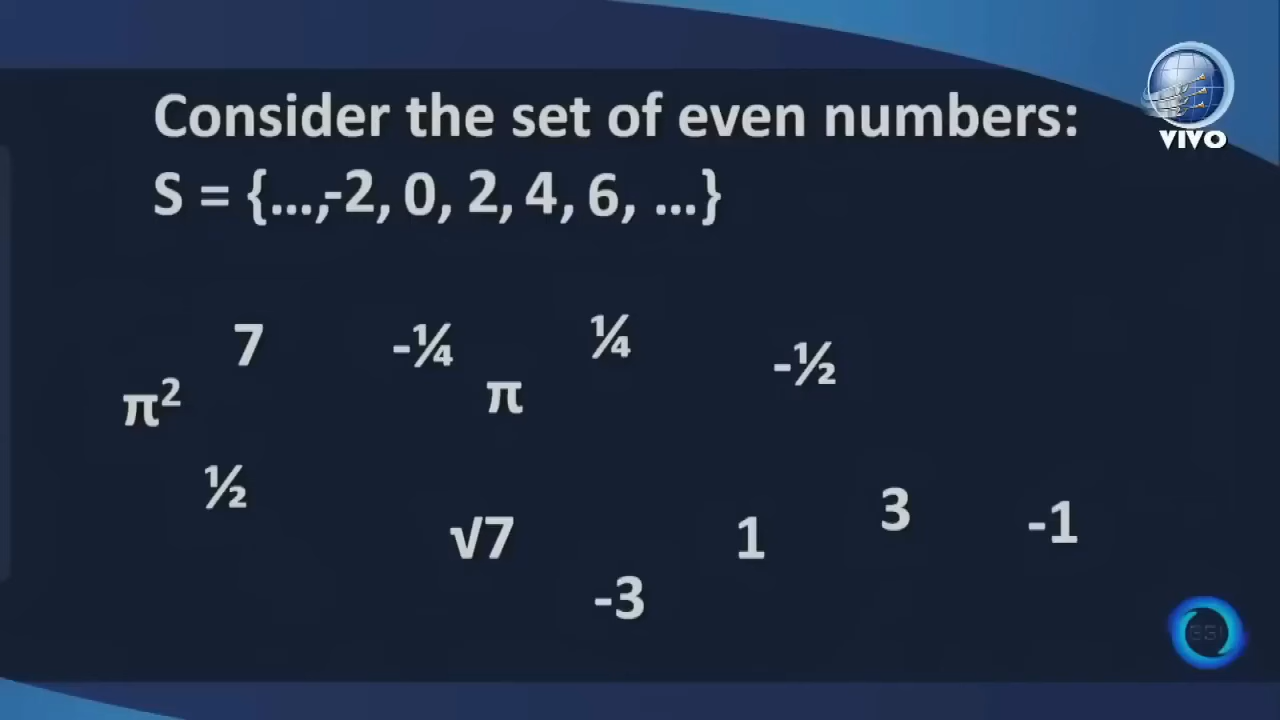 Consider the set of even numbers:
S = {...,-2, 0, 2, 4, 6, ...}
7 -¼ ¼ -½
π² π
½
√7 1 3 -1
-3
VIVO